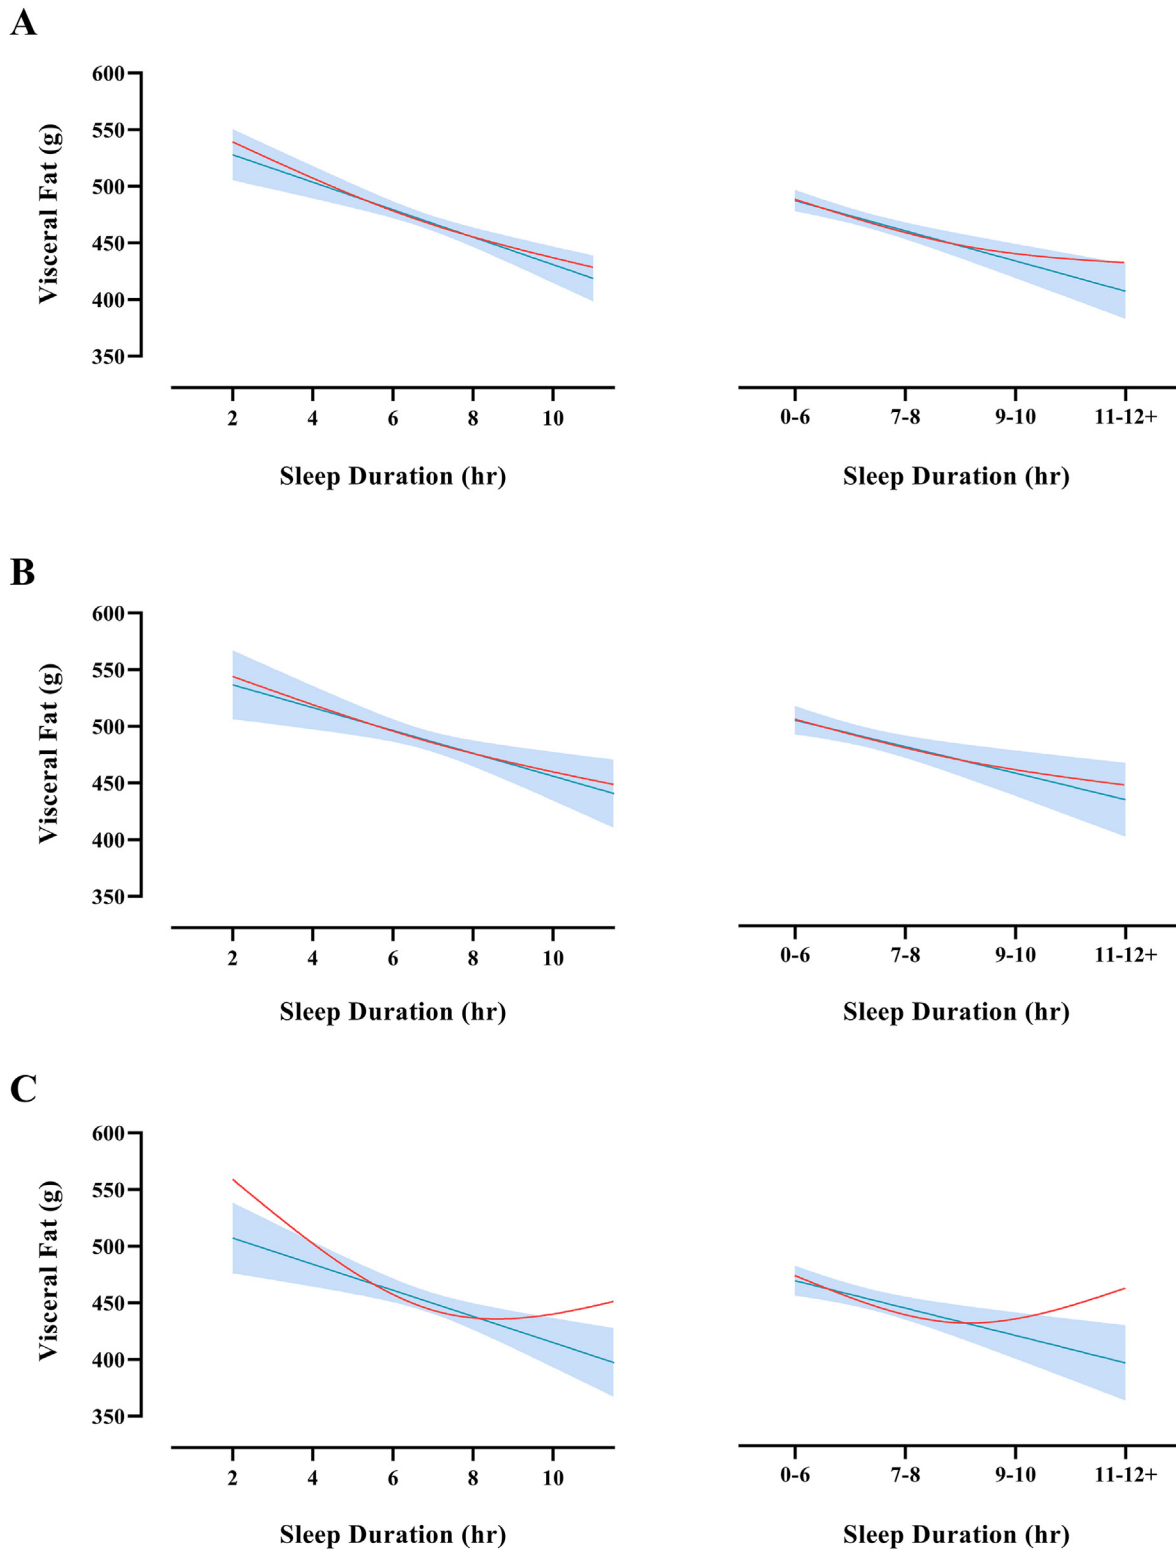 A
600
550
500
450
400
350
Visceral Fat (g)
2 4 6 8 10
0-6 7-8 9-10 11-12+
Sleep Duration (hr)
Sleep Duration (hr)
B
600
550
500
450
400
350
Visceral Fat (g)
2 4 6 8 10
0-6 7-8 9-10 11-12+
Sleep Duration (hr)
Sleep Duration (hr)
C
600
550
500
450
400
350
Visceral Fat (g)
2 4 6 8 10
0-6 7-8 9-10 11-12+
Sleep Duration (hr)
Sleep Duration (hr)